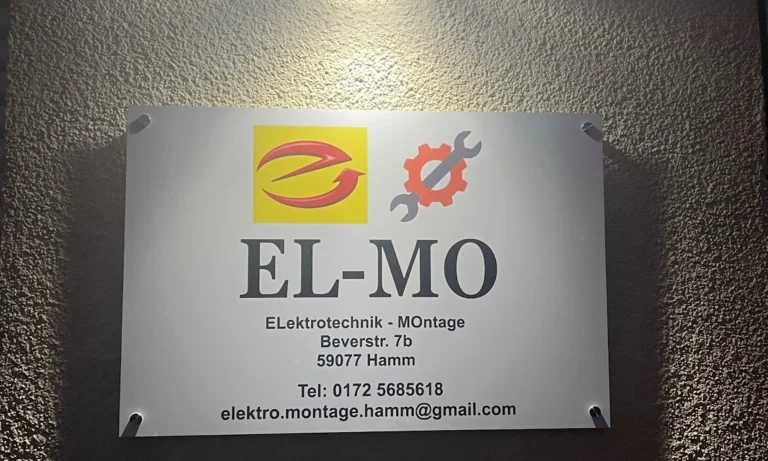 EL-MO
ELektrotechnik - MOntage
Beverstr. 7b
59077 Hamm
Tel: 0172 5685618
elektro.montage.hamm@gmail.com